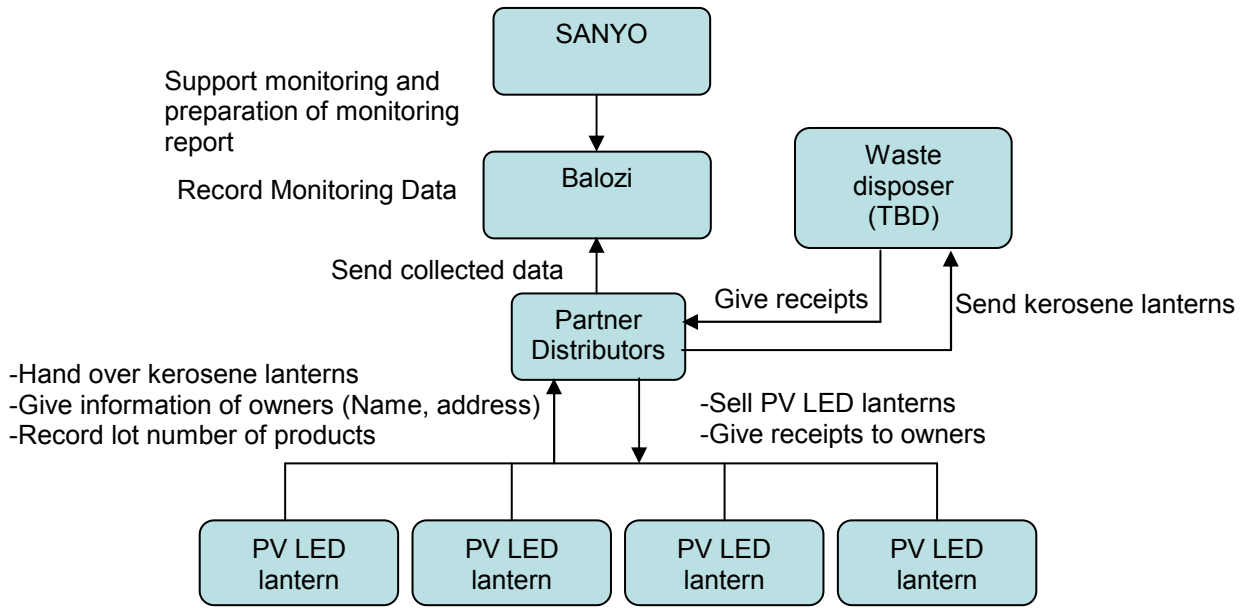 SANYO
Support monitoring and
preparation of monitoring
report
Balozi
Record Monitoring Data
Waste
disposer
(TBD)
Send collected data
Give receipts
Send kerosene lanterns
Partner
Distributors
-Hand over kerosene lanterns
-Give information of owners (Name, address)
-Record lot number of products
-Sell PV LED lanterns
-Give receipts to owners
PV LED
lantern
PV LED
lantern
PV LED
lantern
PV LED
lantern